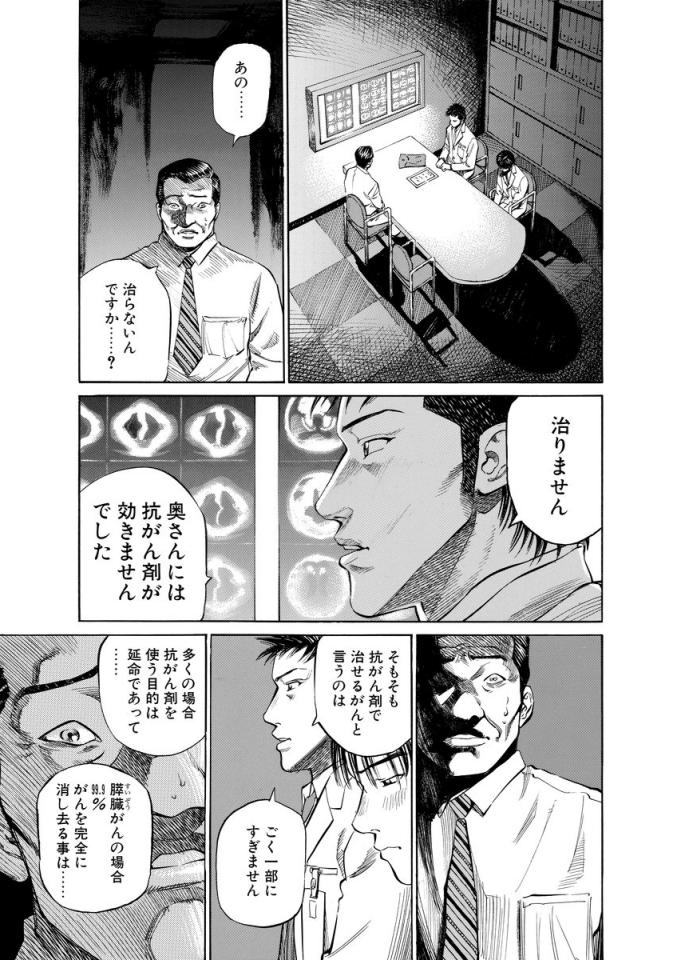 あの……
治らないん
ですか……？
治りません
奥さんには
抗がん剤が
効きません
でした
そもそも
抗がん剤で
治せるがんと
言うのは
ごく一部に
すぎません
多くの場合
抗がん剤を
使う目的は
延命であって
……
膵臓がんの場合
すいぞう
99.9%
がんを完全に
消し去る事は……